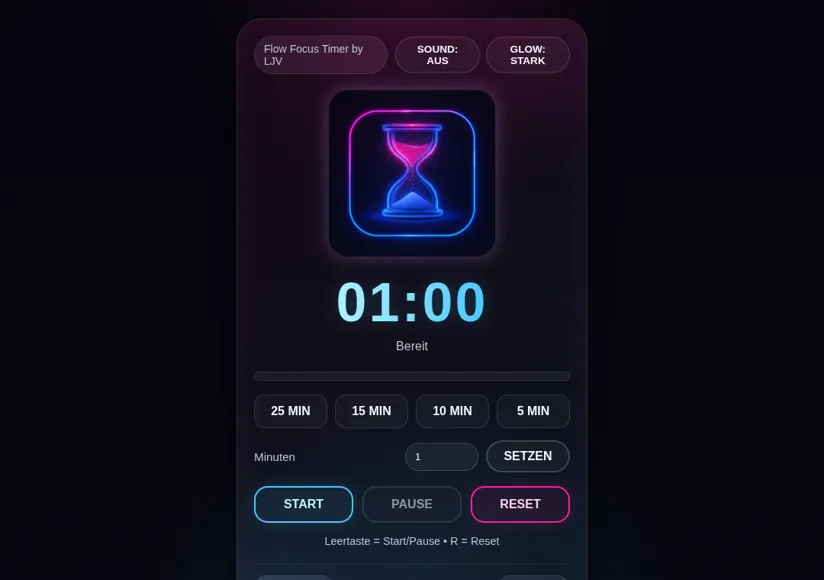 Flow Focus Timer by
LJV
SOUND:
AUS
GLOW:
STARK
01:00
Bereit
25 MIN
15 MIN
10 MIN
5 MIN
Minuten
1
SETZEN
START
PAUSE
RESET
Leertaste = Start/Pause • R = Reset